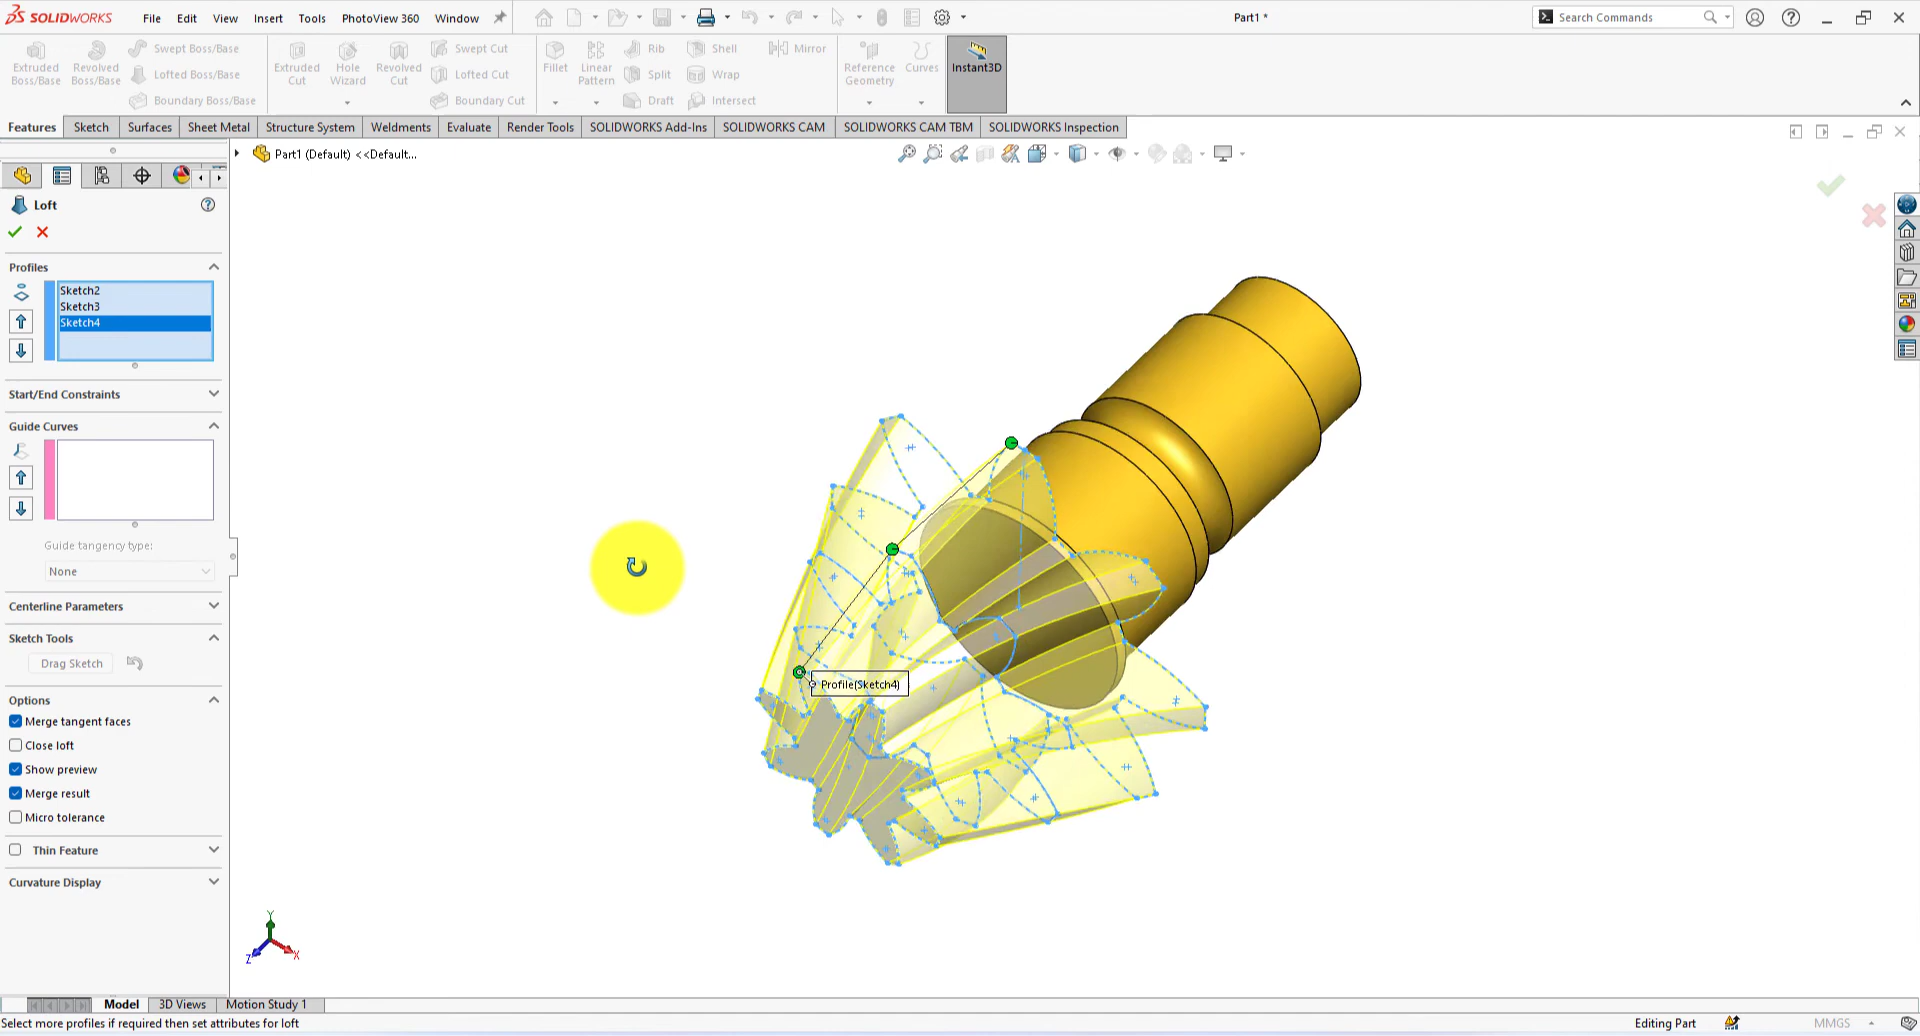 SOLIDWORKS File Edit View Insert Tools PhotoView 360 Window Part1 * Search Commands
Extruded Boss/Base
Revolved Boss/Base
Swept Boss/Base
Lofted Boss/Base
Boundary Boss/Base
Extruded Cut
Hole Wizard
Revolved Cut
Swept Cut
Lofted Cut
Boundary Cut
Fillet
Linear Pattern
Rib
Split
Draft
Shell
Wrap
Intersect
Mirror
Reference Geometry
Curves
Instant3D
Features Sketch Surfaces Sheet Metal Structure System Weldments Evaluate Render Tools SOLIDWORKS Add-Ins SOLIDWORKS CAM SOLIDWORKS CAM TBM SOLIDWORKS Inspection
Part1 (Default) <<Default...
Loft
Profiles
Sketch2
Sketch3
Sketch4
Start/End Constraints
Guide Curves
Guide tangency type:
None
Centerline Parameters
Sketch Tools
Drag Sketch
Profile(Sketch4)
Options
Merge tangent faces
Close loft
Show preview
Merge result
Micro tolerance
Thin Feature
Curvature Display
Y
Z
X
Model 3D Views Motion Study 1
Select more profiles if required then set attributes for loft Editing Part MMGS